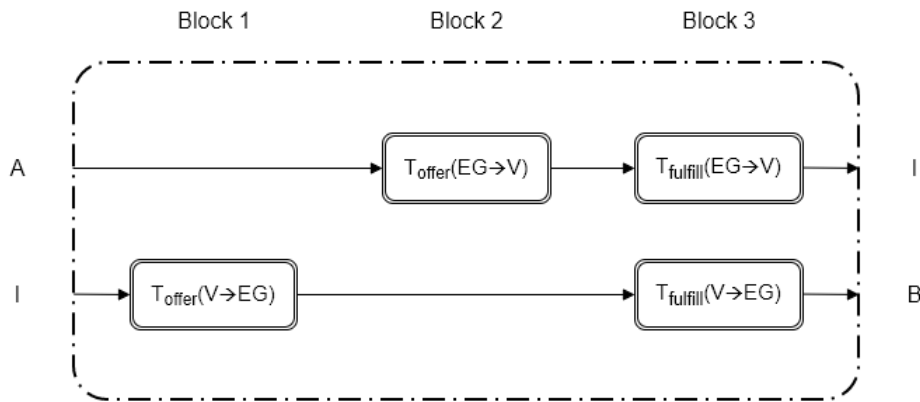 Block 1 Block 2 Block 3
A T_offer(EG→V) T_fulfill(EG→V) I
I T_offer(V→EG) T_fulfill(V→EG) B